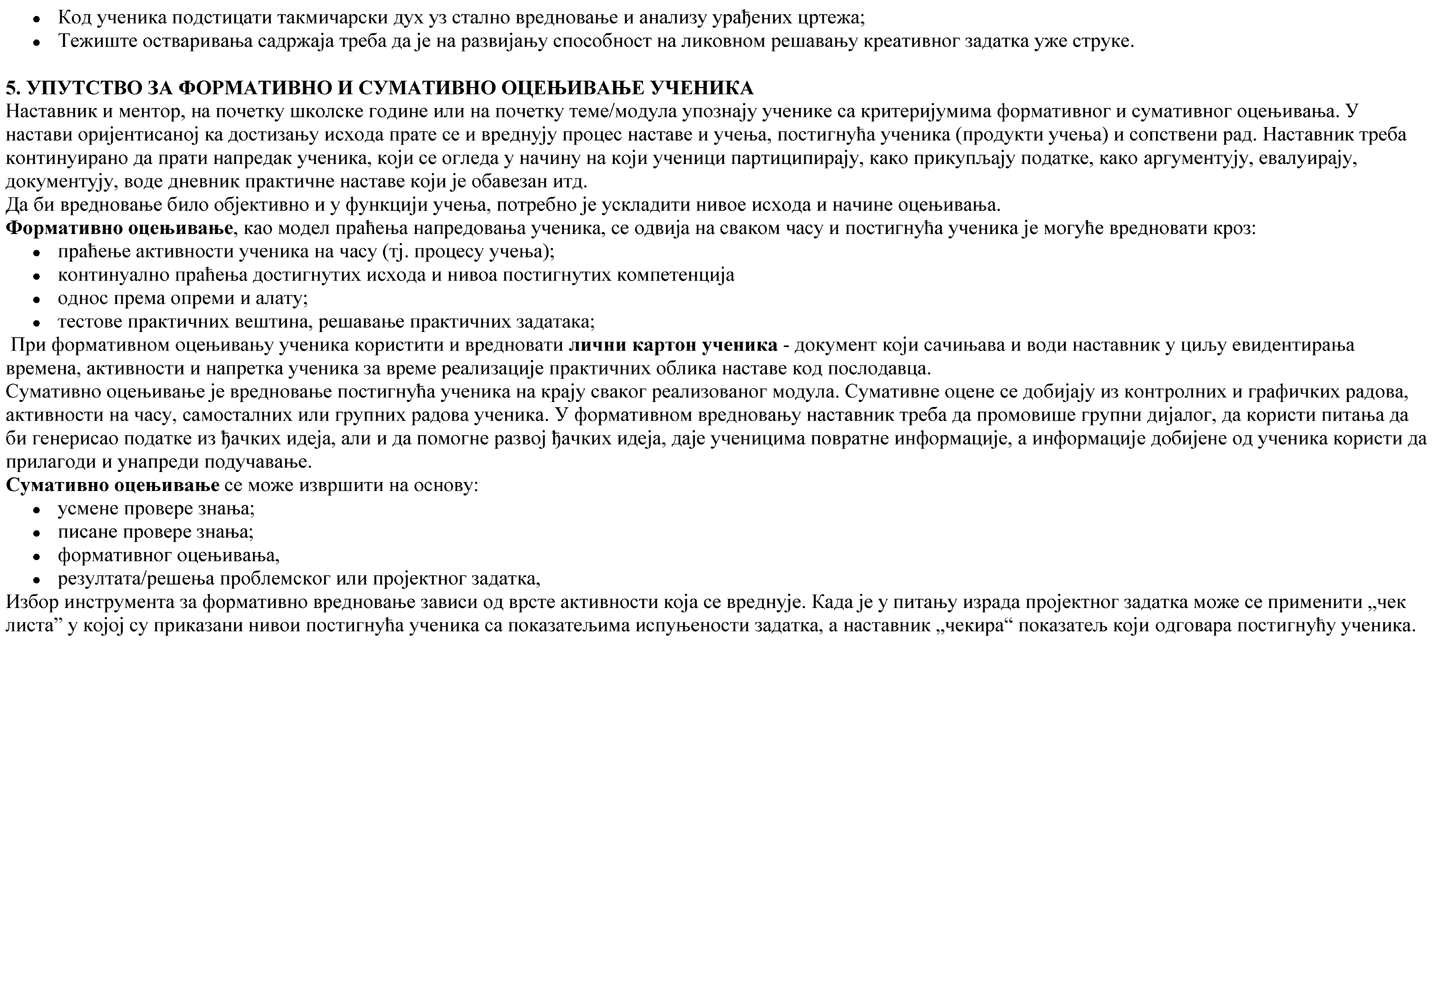 • Код ученика подстицати такмичарски дух уз стално вредновање и анализу урађених цртежа;
• Тежиште остваривања садржаја треба да је на развијању способност на ликовном решавању креативног задатка уже струке.
5. УПУТСТВО ЗА ФОРМАТИВНО И СУМАТИВНО ОЦЕЊИВАЊЕ УЧЕНИКА
Наставник и ментор, на почетку школске године или на почетку теме/модула упознају ученике са критеријумима формативног и сумативног оцењивања. У
настави оријентисаној ка достизању исхода прате се и вреднују процес наставе и учења, постигнућа ученика (продукти учења) и сопствени рад. Наставник треба
континуирано да прати напредак ученика, који се огледа у начину на који ученици партиципирају, како прикупљају податке, како аргументују, евалуирају,
документују, воде дневник практичне наставе који је обавезан итд.
Да би вредновање било објективно и у функцији учења, потребно је ускладити нивое исхода и начине оцењивања.
Формативно оцењивање, као модел праћења напредовања ученика, се одвија на сваком часу и постигнућа ученика је могуће вредновати кроз:
• праћење активности ученика на часу (тј. процесу учења);
• континуално праћења достигнутих исхода и нивоа постигнутих компетенција
• однос према опреми и алату;
• тестове практичних вештина, решавање практичних задатака;
При формативном оцењивању ученика користити и вредновати лични картон ученика - документ који сачињава и води наставник у циљу евидентирања
времена, активности и напретка ученика за време реализације практичних облика наставе код послодавца.
Сумативно оцењивање је вредновање постигнућа ученика на крају сваког реализованог модула. Сумативне оцене се добијају из контролних и графичких радова,
активности на часу, самосталних или групних радова ученика. У формативном вредновању наставник треба да промовише групни дијалог, да користи питања да
би генерисао податке из ђачких идеја, али и да помогне развој ђачких идеја, даје ученицима повратне информације, а информације добијене од ученика користи да
прилагоди и унапреди подучавање.
Сумативно оцењивање се може извршити на основу:
• усмене провере знања;
• писане провере знања;
• формативног оцењивања,
• резултата/решења проблемског или пројектног задатка,
Избор инструмента за формативно вредновање зависи од врсте активности која се вреднује. Када је у питању израда пројектног задатка може се применити „чек
листа” у којој су приказани нивои постигнућа ученика са показатељима испуњености задатка, а наставник „чекира“ показатељ који одговара постигнућу ученика.